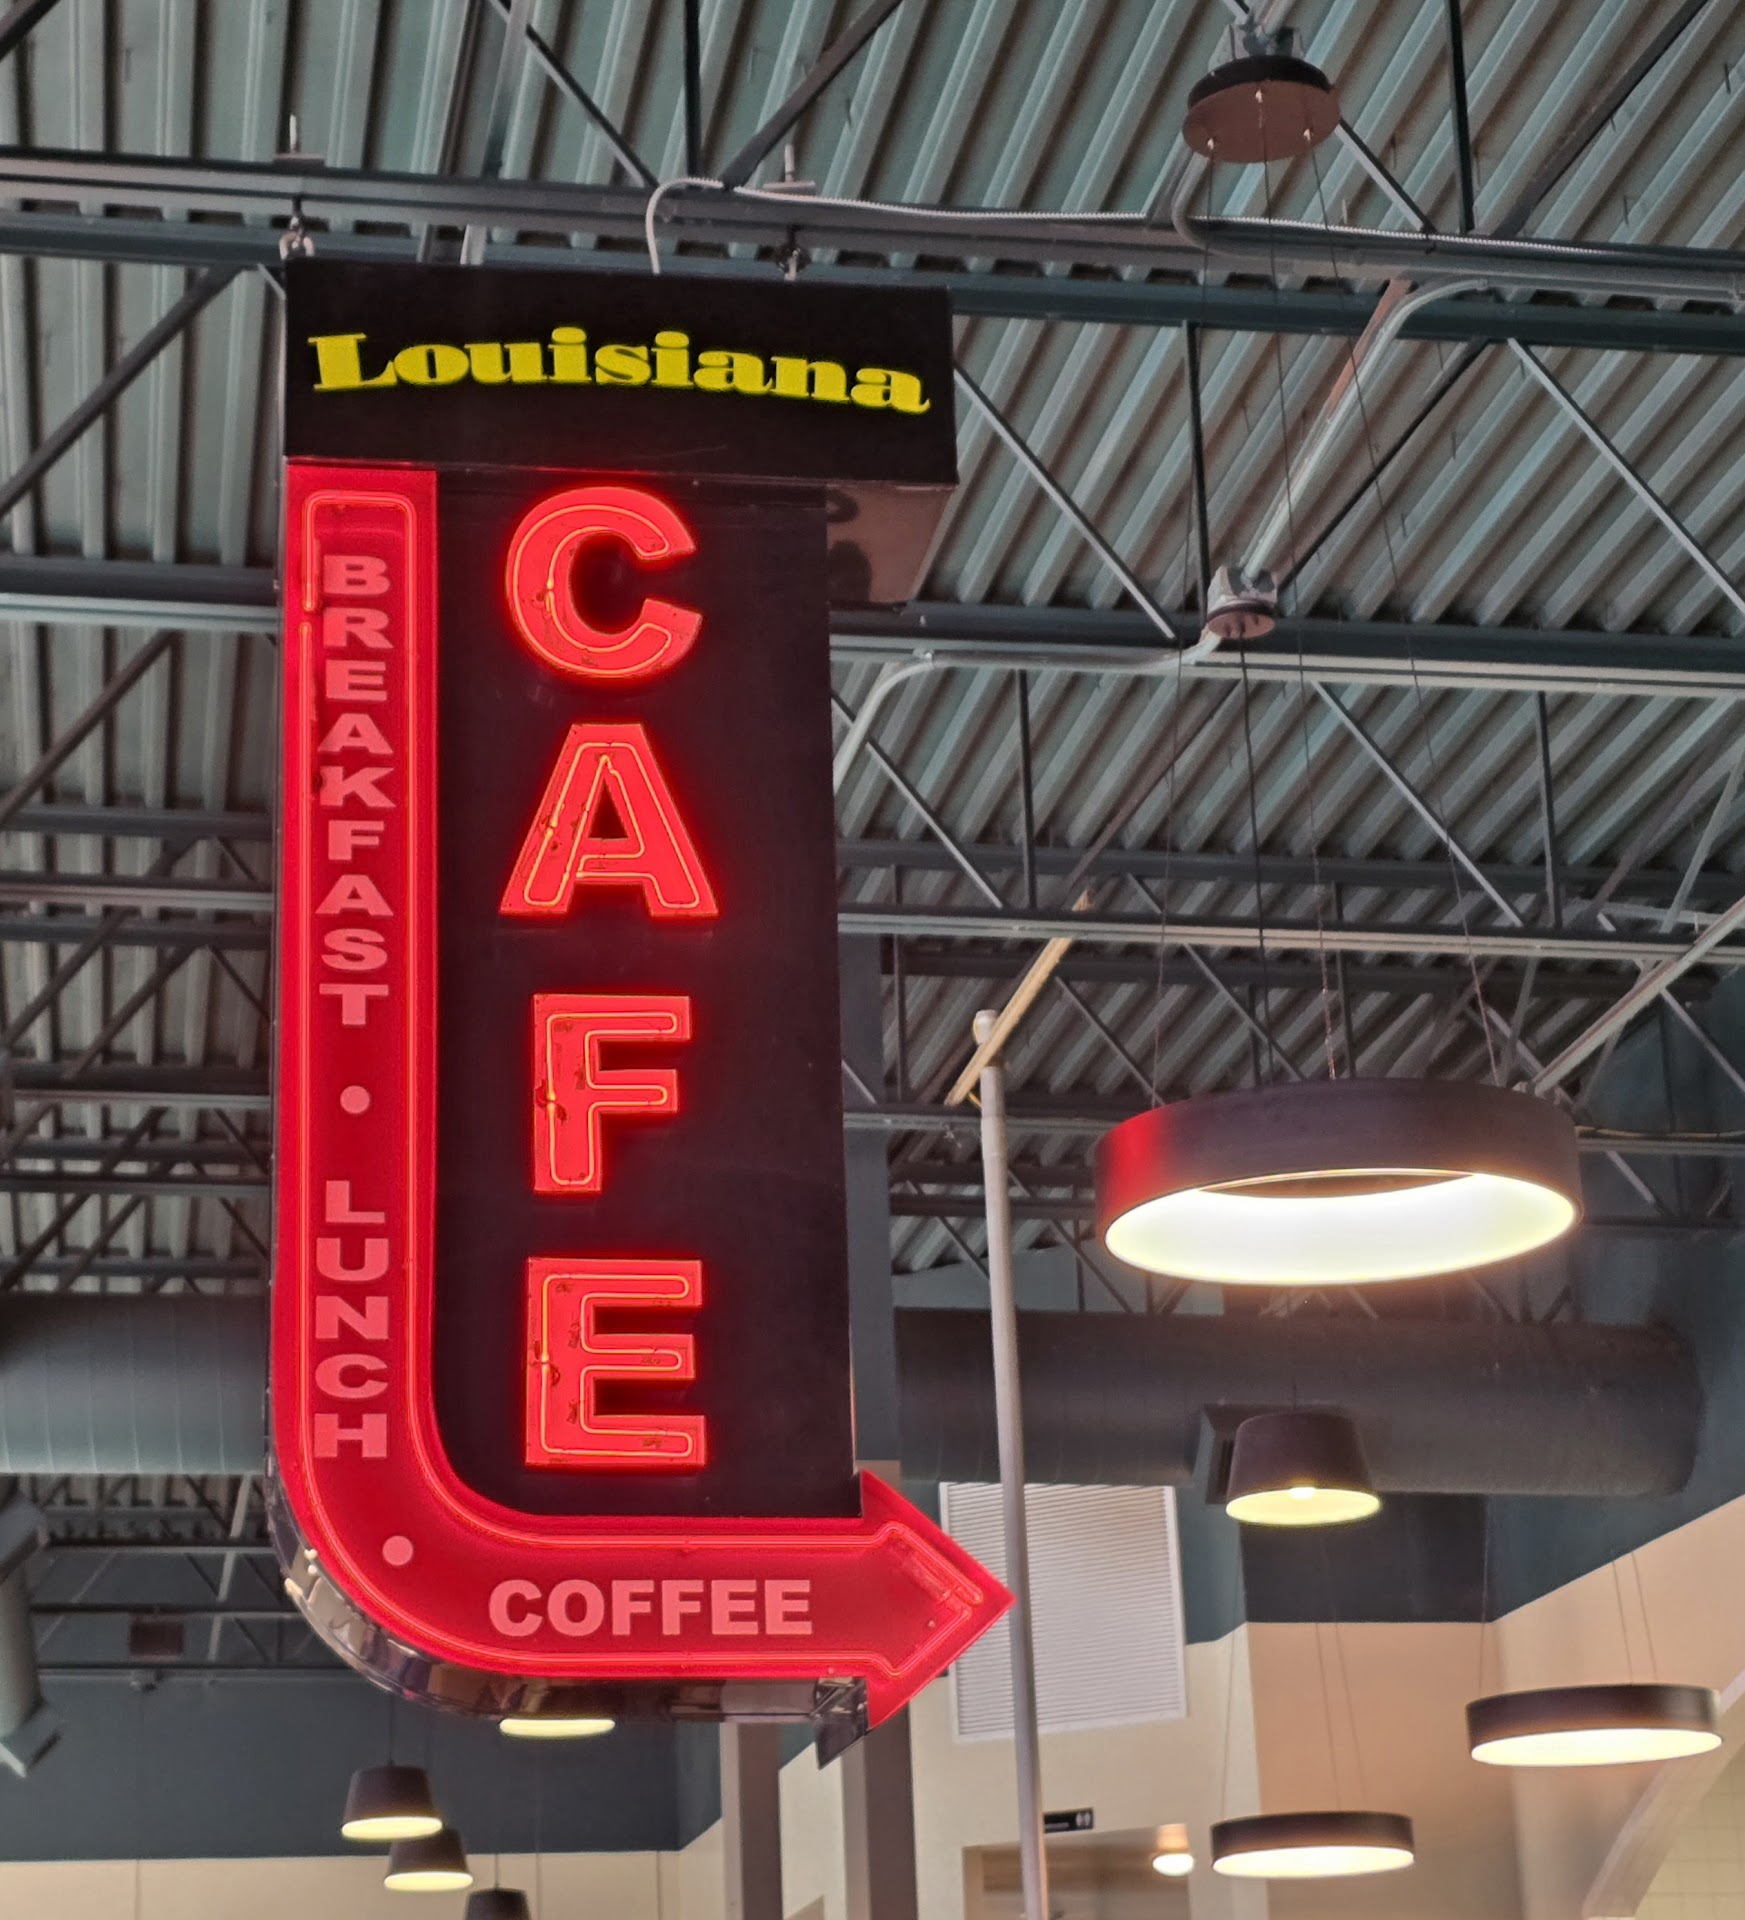 Louisiana
CAFE
BREAKFAST • LUNCH • COFFEE